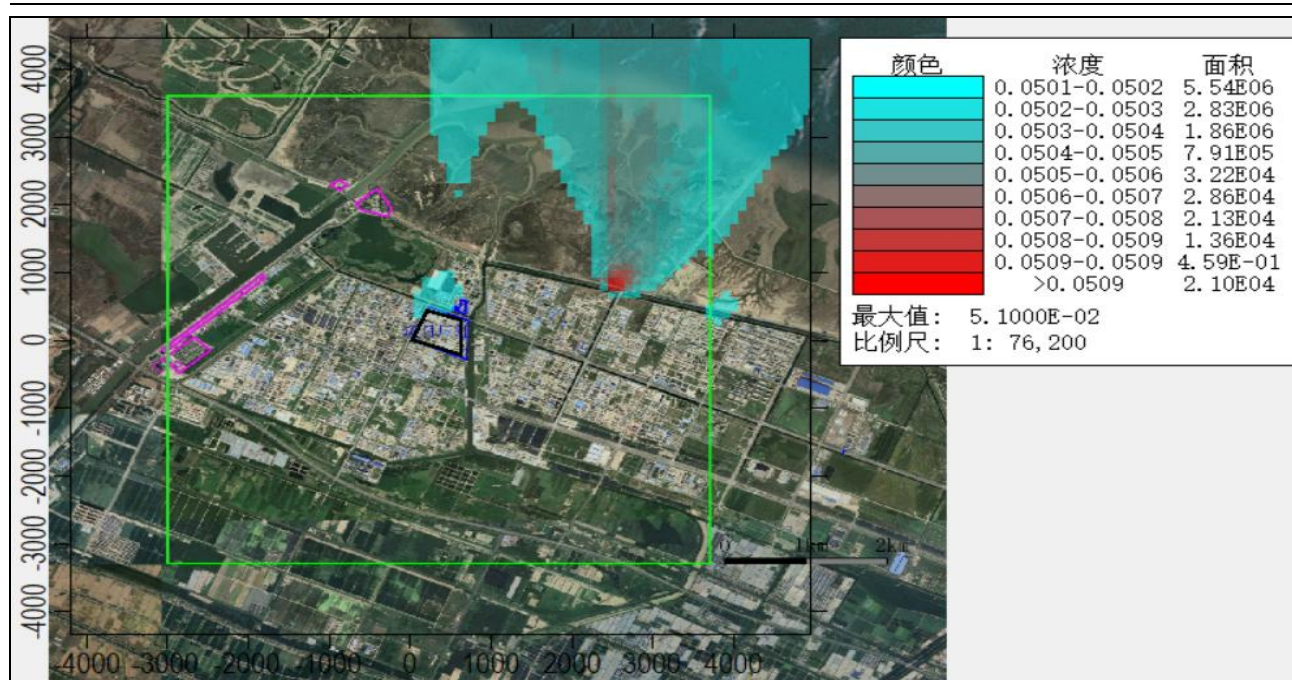 颜色 浓度 面积
0.0501-0.0502 5.54E06
0.0502-0.0503 2.83E06
0.0503-0.0504 1.86E06
0.0504-0.0505 7.91E05
0.0505-0.0506 3.22E04
0.0506-0.0507 2.86E04
0.0507-0.0508 2.13E04
0.0508-0.0509 1.36E04
0.0509-0.0509 4.59E-01
>0.0509 2.10E04
最大值: 5.1000E-02
比例尺: 1: 76,200
4000
3000
2000
1000
0
-1000
-2000
-3000
-4000
0 1km 2km
-4000 -3000 -2000 -1000 0 1000 2000 3000 4000